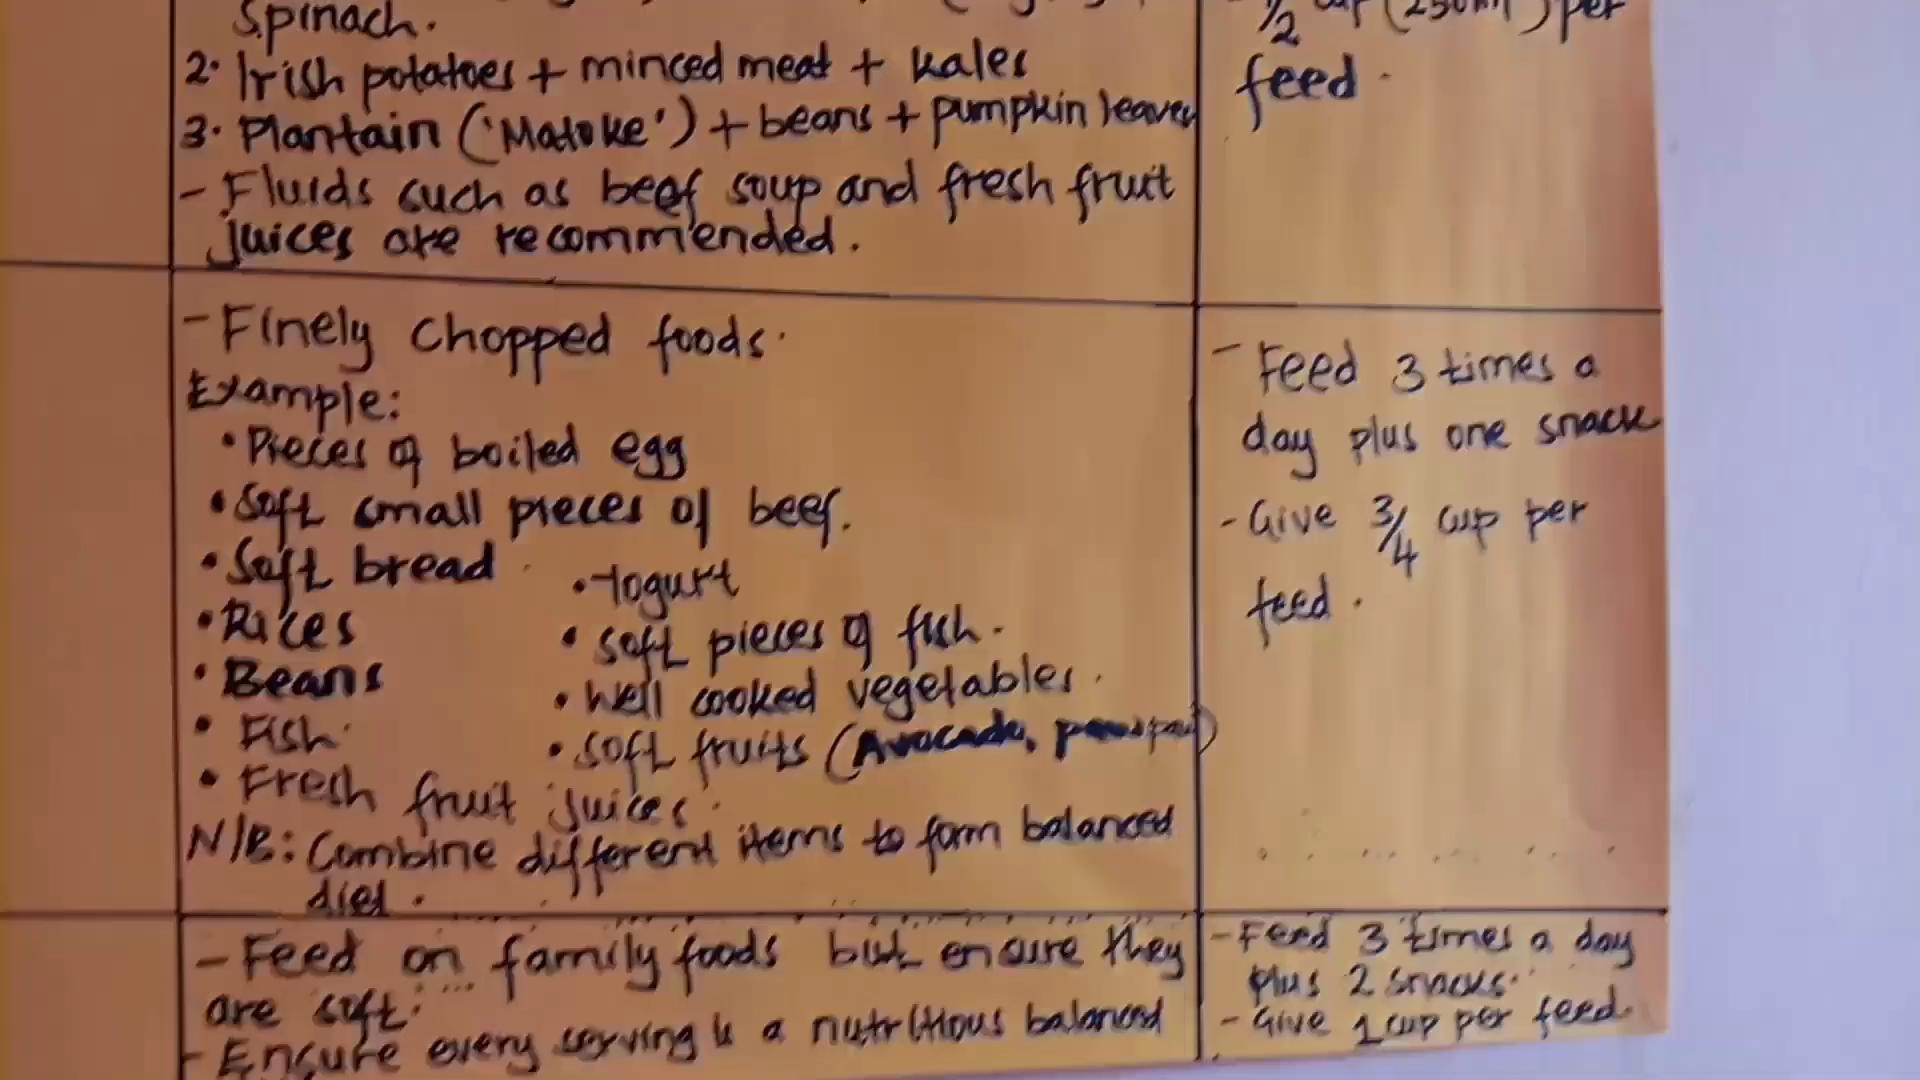 Spinach.
1/2 cup (250ml) per
2. Irish potatoes + minced meat + kales
feed.
3. Plantain ('Matoke') + beans + pumpkin leaves
- Fluids such as beef soup and fresh fruit
juices are recommended.
- Finely chopped foods.
Example:
• Pieces of boiled egg
• Soft small pieces of beef.
• Soft bread
• Rices
• Beans
• Fish.
• Yogurt
• Soft pieces of fish.
• Well cooked vegetables.
• Soft fruits (Avocado,
• Fresh fruit juices.
N/B: Combine different items to form balanced
diet.
- Feed 3 times a
day plus one snack
- Give 3/4 cup per
feed.
- Feed on family foods but ensure they
are soft.
- Ensure every serving is a nutritious balanced
- Feed 3 times a day
plus 2 snacks.
- Give 1 cup per feed.